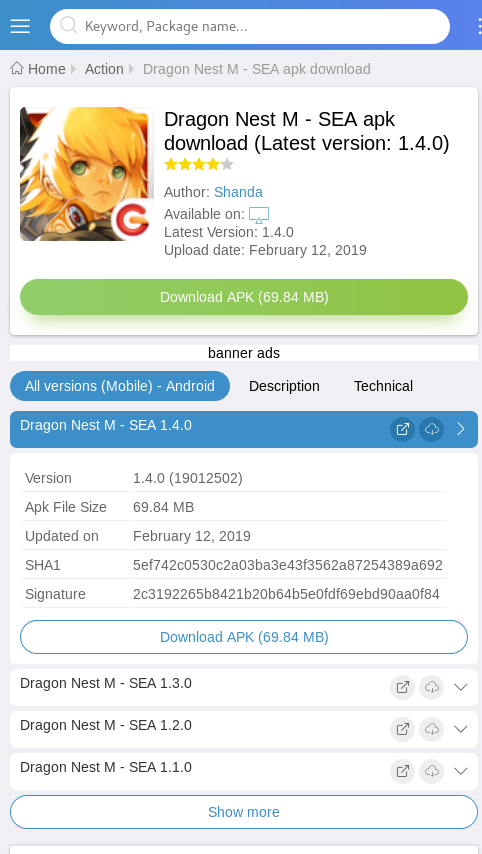 Keyword, Package name...
Home Action Dragon Nest M - SEA apk download
Dragon Nest M - SEA apk
download (Latest version: 1.4.0)
Author: Shanda
Available on:
Latest Version: 1.4.0
Upload date: February 12, 2019
Download APK (69.84 MB)
banner ads
All versions (Mobile) - Android Description Technical
Dragon Nest M - SEA 1.4.0
Version 1.4.0 (19012502)
Apk File Size 69.84 MB
Updated on February 12, 2019
SHA1 5ef742c0530c2a03ba3e43f3562a87254389a692
Signature 2c3192265b8421b20b64b5e0fdf69ebd90aa0f84
Download APK (69.84 MB)
Dragon Nest M - SEA 1.3.0
Dragon Nest M - SEA 1.2.0
Dragon Nest M - SEA 1.1.0
Show more